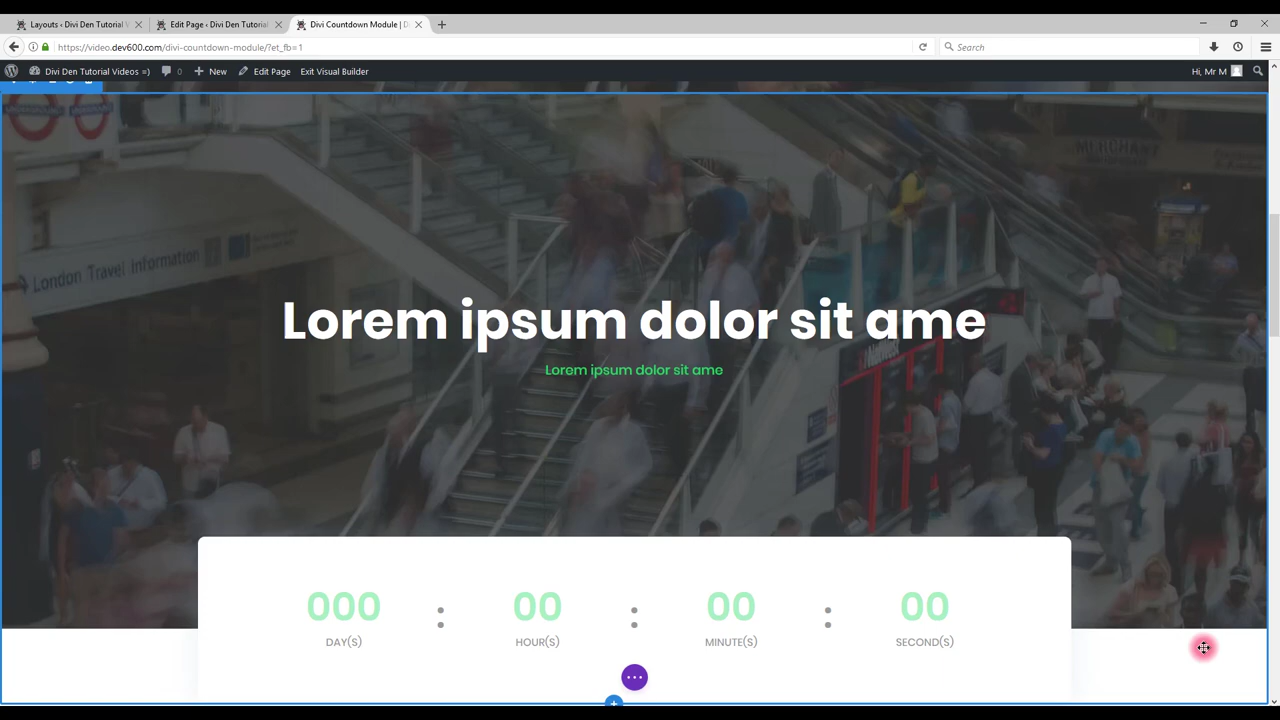 Layouts ‹ Divi Den Tutorial
Edit Page ‹ Divi Den Tutorial
Divi Countdown Module | D
https://video.dev600.com/divi-countdown-module/?et_fb=1
Search
Divi Den Tutorial Videos =)
0
New
Edit Page
Exit Visual Builder
Hi, Mr M
MERCHANT
London Travel Information
Lorem ipsum dolor sit ame
Lorem ipsum dolor sit ame
000 : 00 : 00 : 00
DAY(S) HOUR(S) MINUTE(S) SECOND(S)